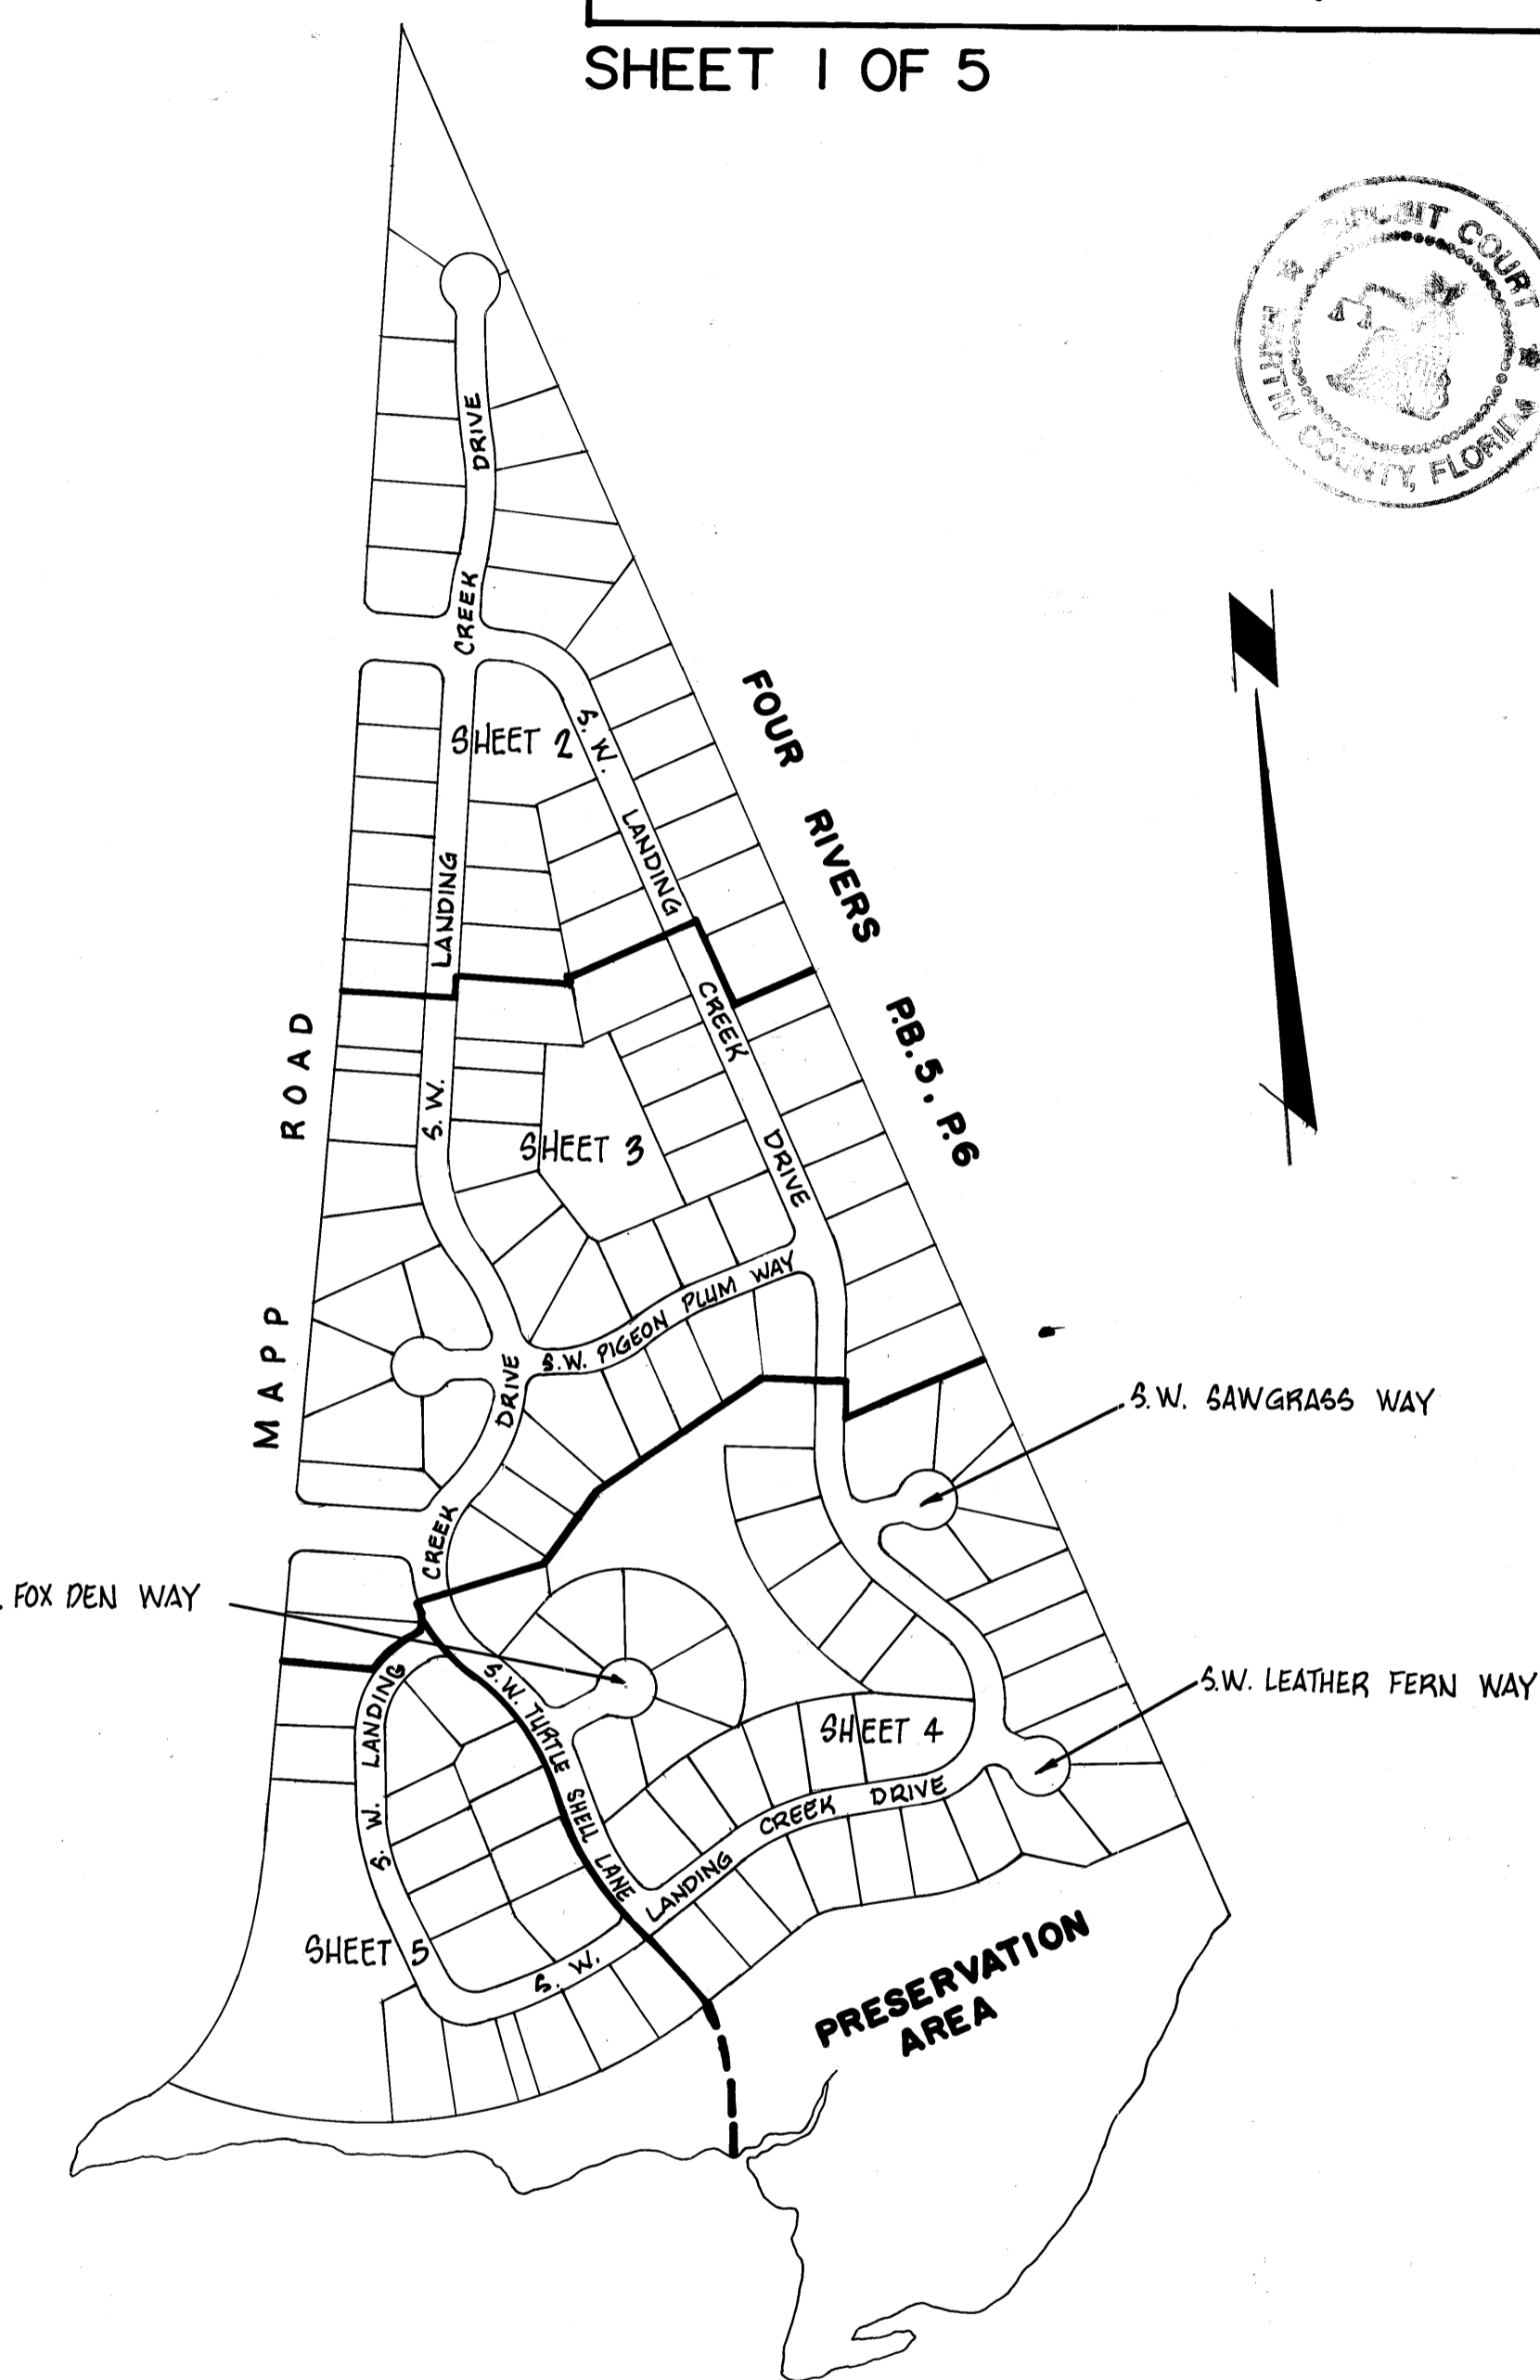 SHEET 1 OF 5
CIRCUIT COURT
MARTIN COUNTY, FLORIDA
S.W. LANDING CREEK DRIVE
SHEET 2
S.W. LANDING CREEK DRIVE
FOUR RIVERS P.B. 5, P. 6
MAPP ROAD
SHEET 3
S.W. PIGEON PLUM WAY
S.W. SAWGRASS WAY
FOX DEN WAY
S.W. LEATHER FERN WAY
S.W. TURTLE SHELL LANE
SHEET 4
S.W. LANDING CREEK DRIVE
S.W. LANDING CREEK DRIVE
SHEET 5
PRESERVATION
AREA